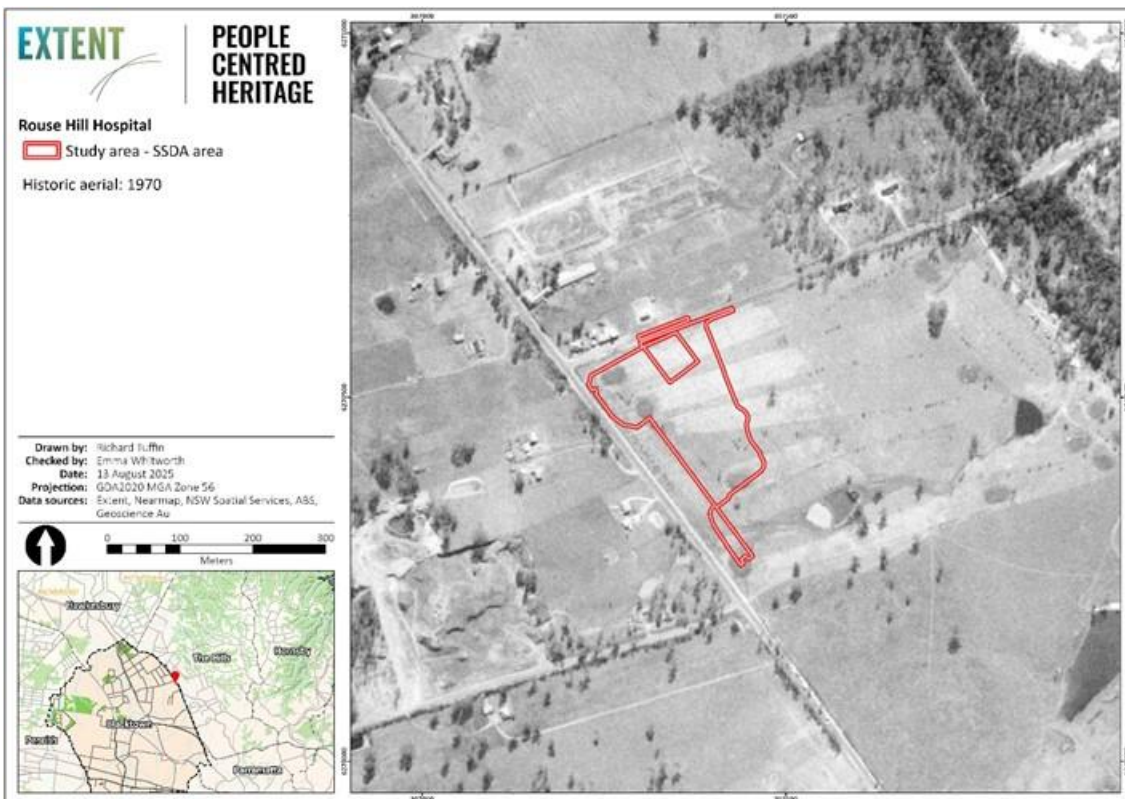 EXTENT
PEOPLE
CENTRED
HERITAGE
Rouse Hill Hospital
Study area - SSDA area
Historic aerial: 1970
Drawn by: Richard Tuffin
Checked by: Emma Whitworth
Date: 13 August 2025
Projection: GDA2020 MGA Zone 56
Data sources: Extent, Nearmap, NSW Spatial Services, ABS,
Geoscience Au
0 100 200 300
Meters
Hawkesbury
The Hills
Hornsby
Blacktown
Penrith
Parramatta